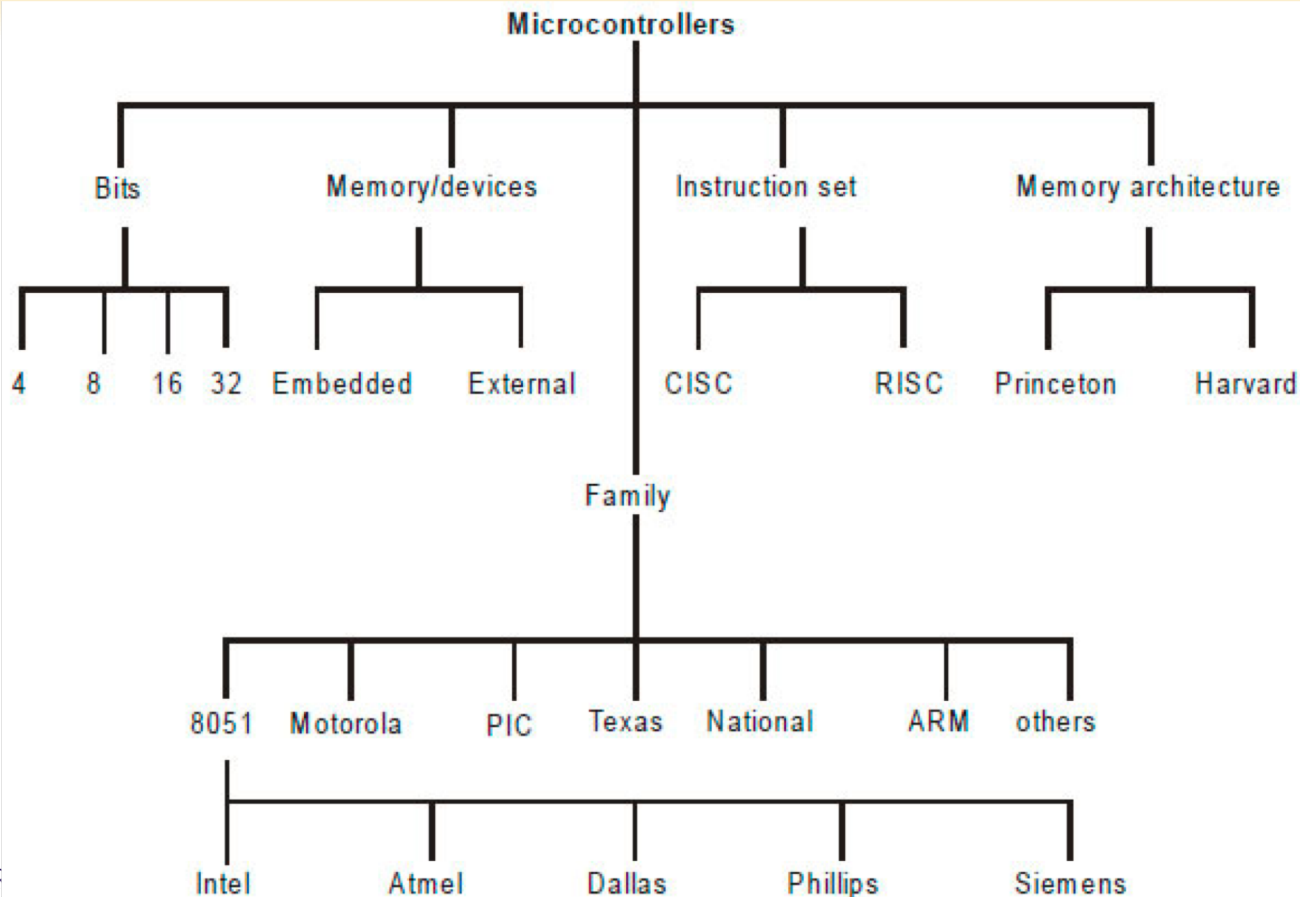 Microcontrollers
Bits Memory/devices Instruction set Memory architecture
4 8 16 32 Embedded External CISC RISC Princeton Harvard
Family
8051 Motorola PIC Texas National ARM others
Intel Atmel Dallas Phillips Siemens